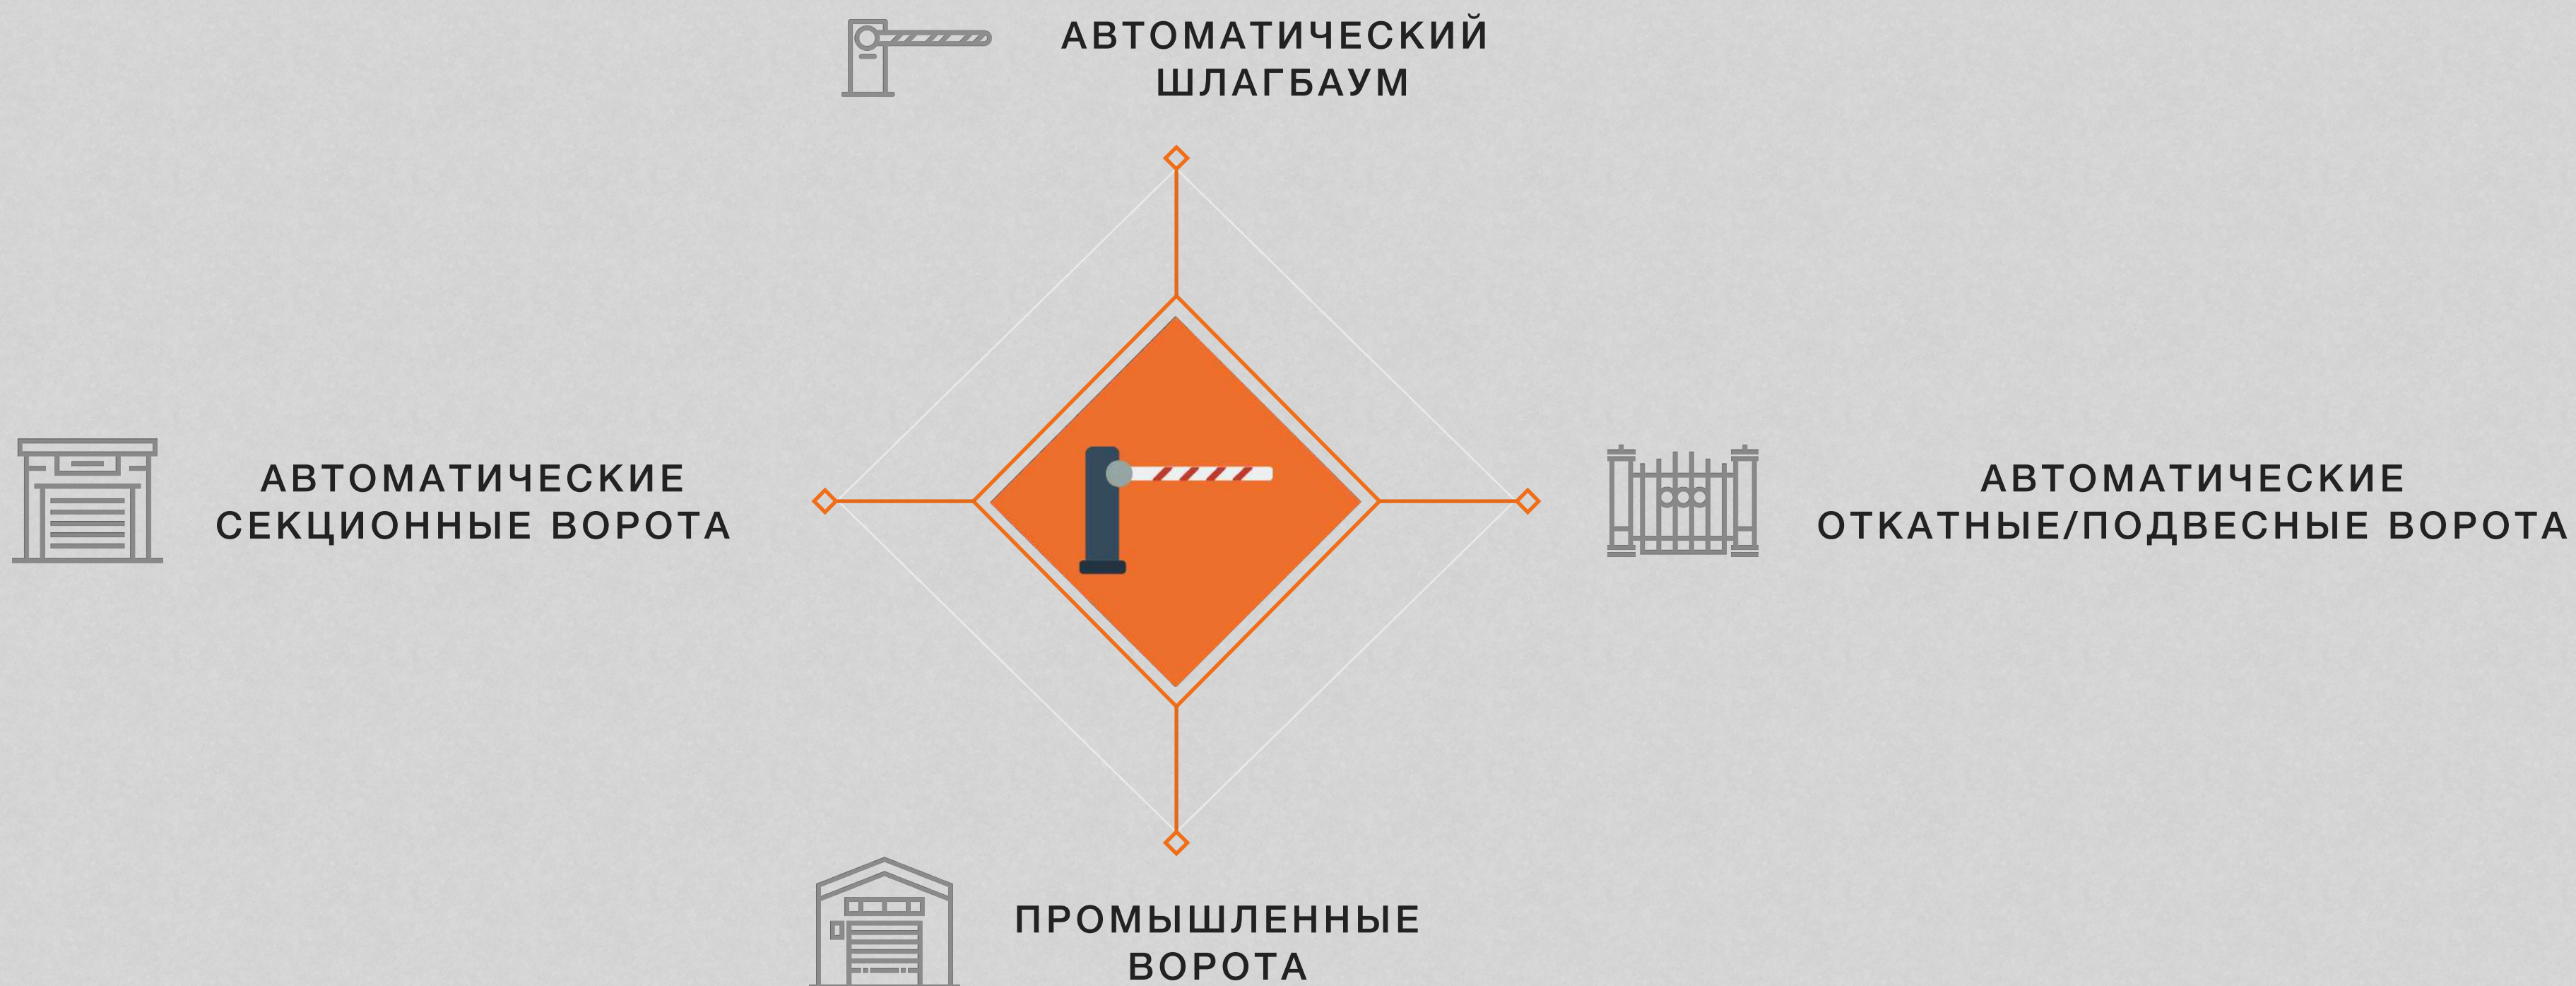 АВТОМАТИЧЕСКИЙ
ШЛАГБАУМ
АВТОМАТИЧЕСКИЕ
СЕКЦИОННЫЕ ВОРОТА
АВТОМАТИЧЕСКИЕ
ОТКАТНЫЕ/ПОДВЕСНЫЕ ВОРОТА
ПРОМЫШЛЕННЫЕ
ВОРОТА